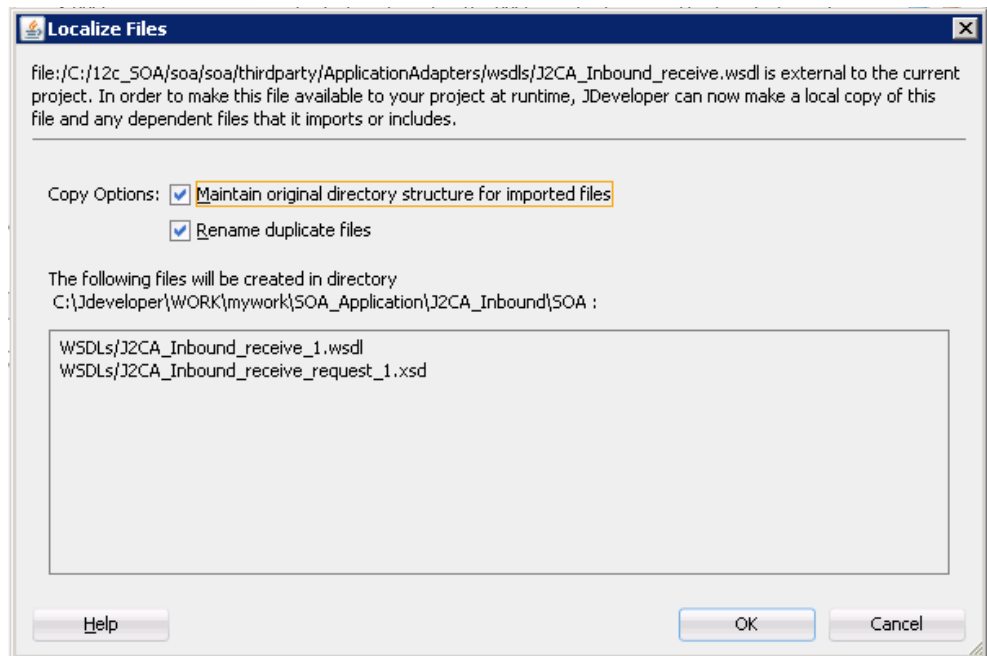 Localize Files
file:/C:/12c_SOA/soa/soa/thirdparty/ApplicationAdapters/wsdls/J2CA_Inbound_receive.wsdl is external to the current
project. In order to make this file available to your project at runtime, JDeveloper can now make a local copy of this
file and any dependent files that it imports or includes.
Copy Options: Maintain original directory structure for imported files
Rename duplicate files
The following files will be created in directory
C:\Jdeveloper\WORK\mywork\SOA_Application\J2CA_Inbound\SOA :
WSDLs/J2CA_Inbound_receive_1.wsdl
WSDLs/J2CA_Inbound_receive_request_1.xsd
Help OK Cancel